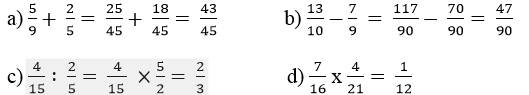 a) 5/9 + 2/5 = 25/45 + 18/45 = 43/45 b) 13/10 − 7/9 = 117/90 − 70/90 = 47/90
c) 4/15 : 2/5 = 4/15 × 5/2 = 2/3 d) 7/16 x 4/21 = 1/12